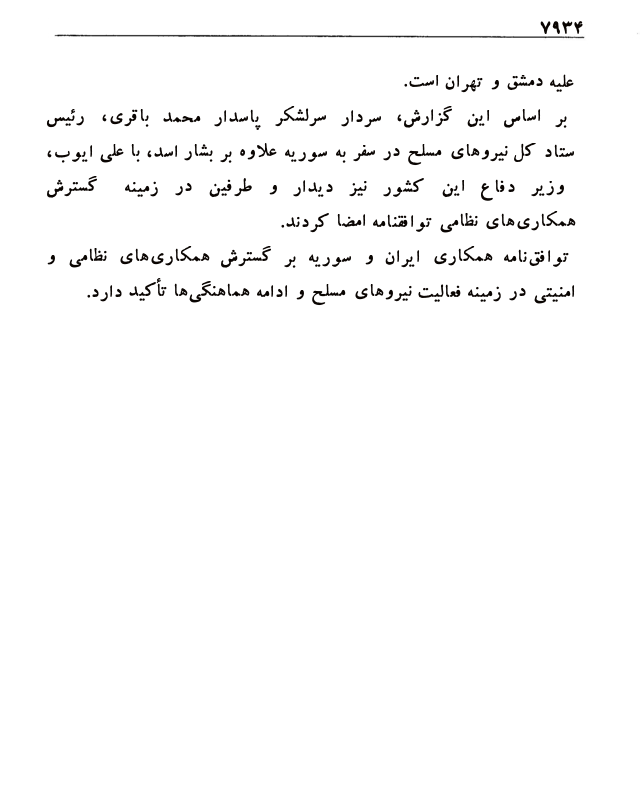 ۷۹۳۴
علیه دمشق و تهران است.
بر اساس این گزارش، سردار سرلشکر پاسدار محمد باقری، رئیس
ستاد کل نیروهای مسلح در سفر به سوریه علاوه بر بشار اسد، با علی ایوب،
وزیر دفاع این کشور نیز دیدار و طرفین در زمینه گسترش
همکاری‌های نظامی توافقنامه امضا کردند.
توافق‌نامه همکاری ایران و سوریه بر گسترش همکاری‌های نظامی و
امنیتی در زمینه فعالیت نیروهای مسلح و ادامه هماهنگی‌ها تأکید دارد.